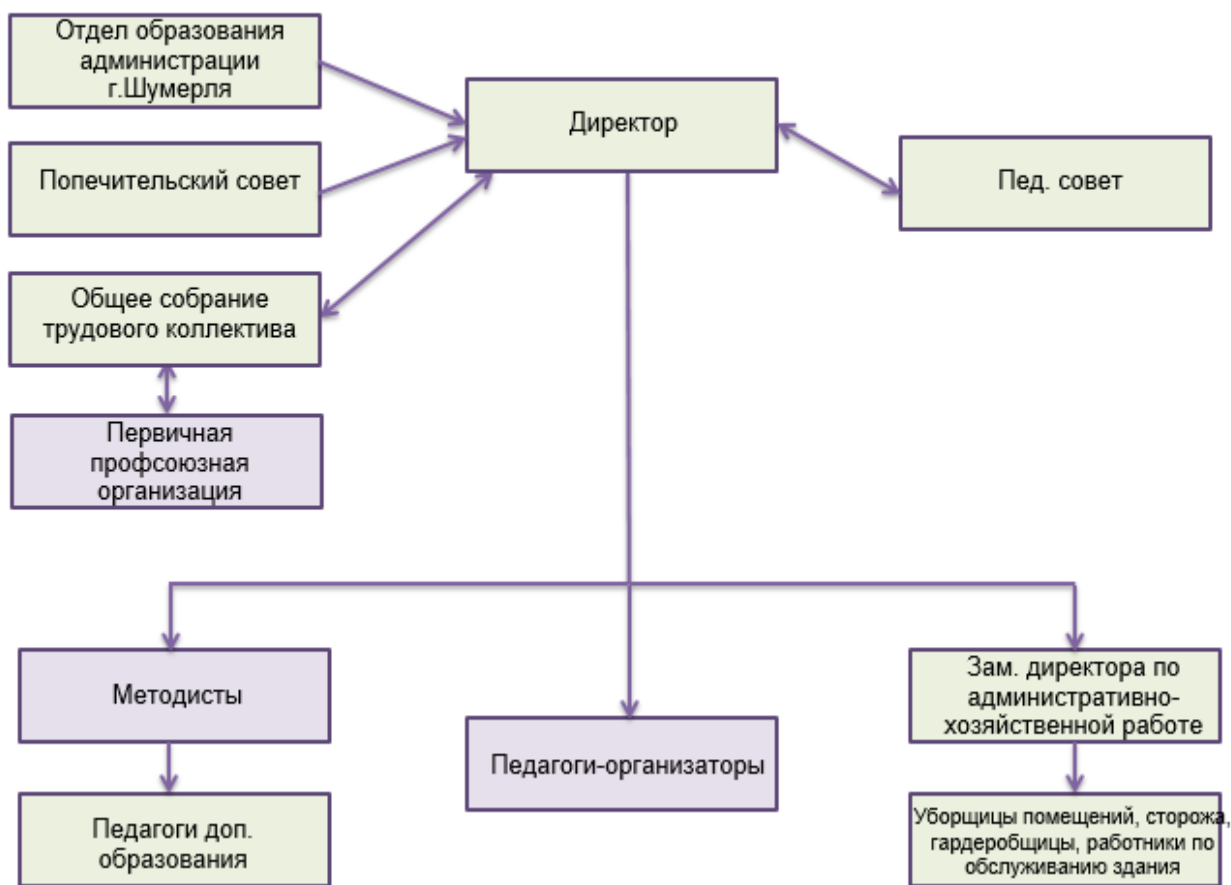 Отдел образования
администрации
г.Шумерля
Директор
Попечительский совет
Пед. совет
Общее собрание
трудового коллектива
Первичная
профсоюзная
организация
Методисты
Педагоги-организаторы
Зам. директора по
административно-
хозяйственной работе
Педагоги доп.
образования
Уборщицы помещений, сторожа,
гардеробщицы, работники по
обслуживанию здания